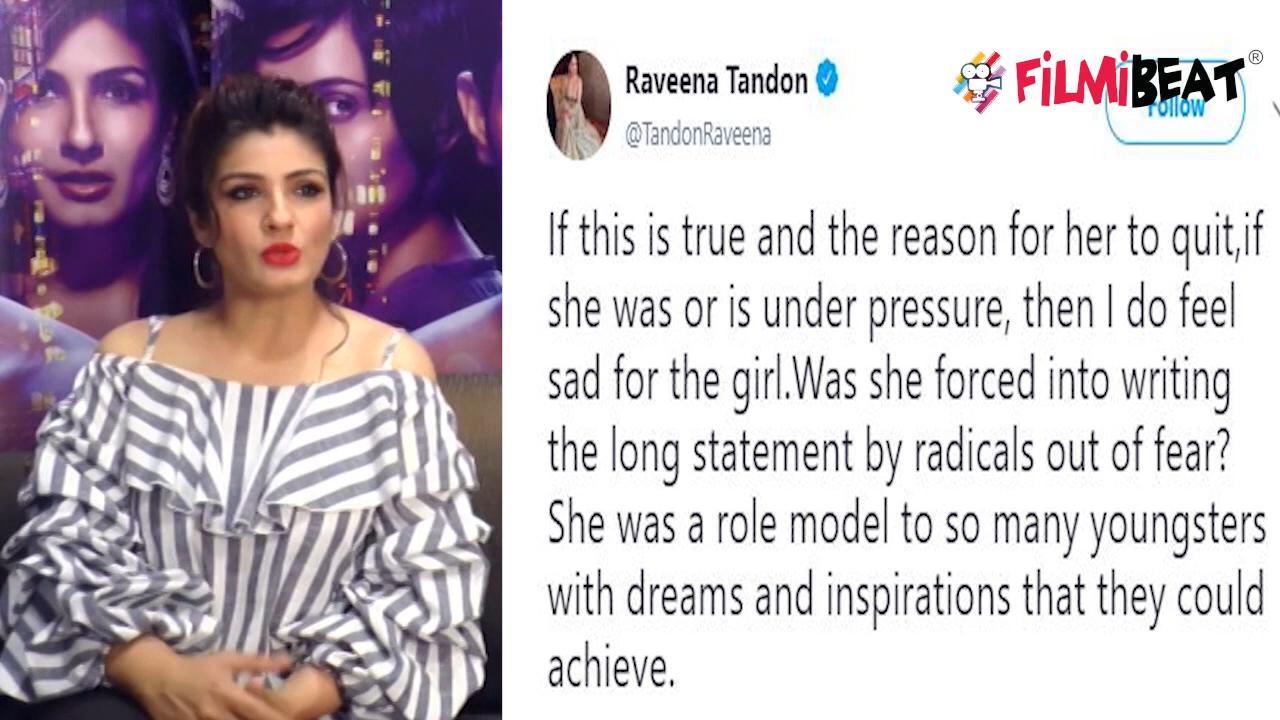 Raveena Tandon
@TandonRaveena
FiLMiBEAT®
Follow
If this is true and the reason for her to quit,if
she was or is under pressure, then I do feel
sad for the girl.Was she forced into writing
the long statement by radicals out of fear?
She was a role model to so many youngsters
with dreams and inspirations that they could
achieve.